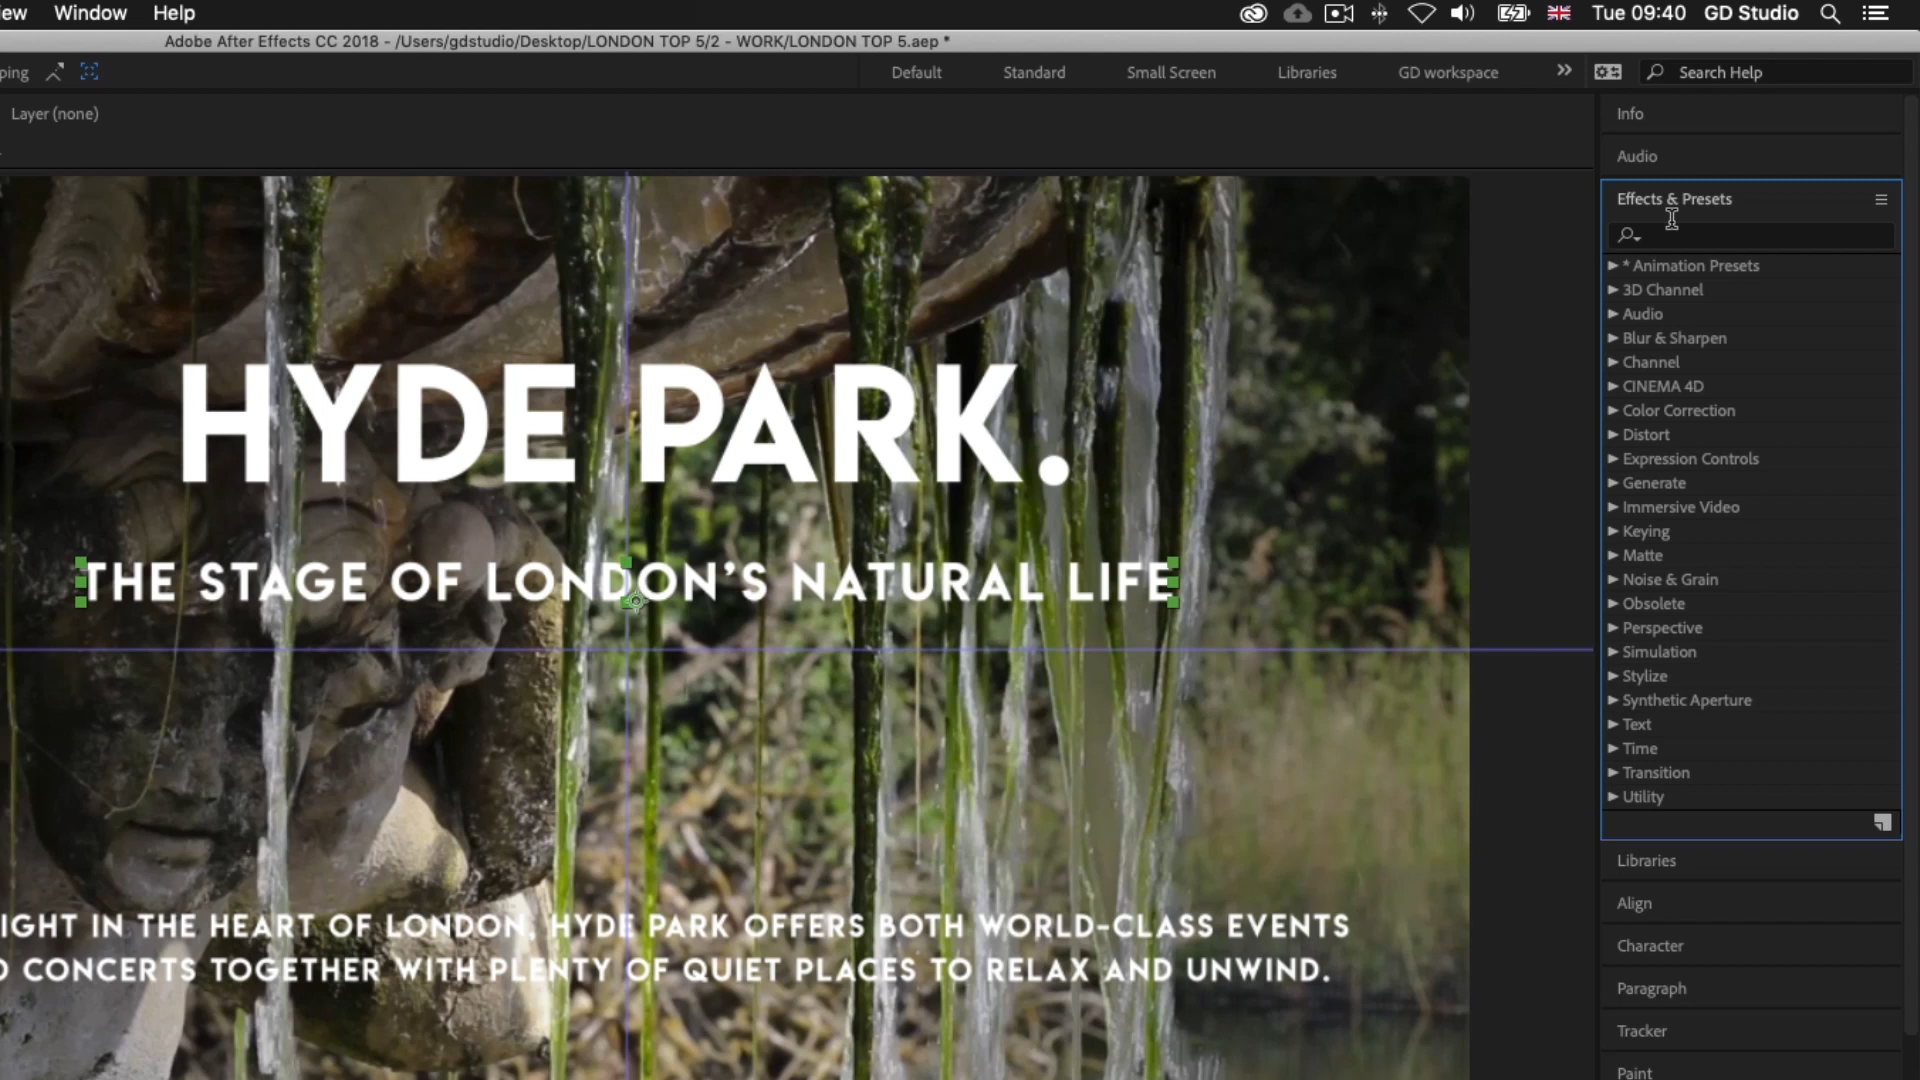 ew Window Help Tue 09:40 GD Studio
Adobe After Effects CC 2018 - /Users/gdstudio/Desktop/LONDON TOP 5/2 - WORK/LONDON TOP 5.aep *
ping Default Standard Small Screen Libraries GD workspace Search Help
Layer (none)
Info
Audio
Effects & Presets
* Animation Presets
3D Channel
Audio
Blur & Sharpen
Channel
CINEMA 4D
Color Correction
Distort
Expression Controls
Generate
Immersive Video
Keying
Matte
Noise & Grain
Obsolete
Perspective
Simulation
Stylize
Synthetic Aperture
Text
Time
Transition
Utility
Libraries
Align
Character
Paragraph
Tracker
Paint
HYDE PARK.
THE STAGE OF LONDON'S NATURAL LIFE
IGHT IN THE HEART OF LONDON, HYDE PARK OFFERS BOTH WORLD-CLASS EVENTS
D CONCERTS TOGETHER WITH PLENTY OF QUIET PLACES TO RELAX AND UNWIND.